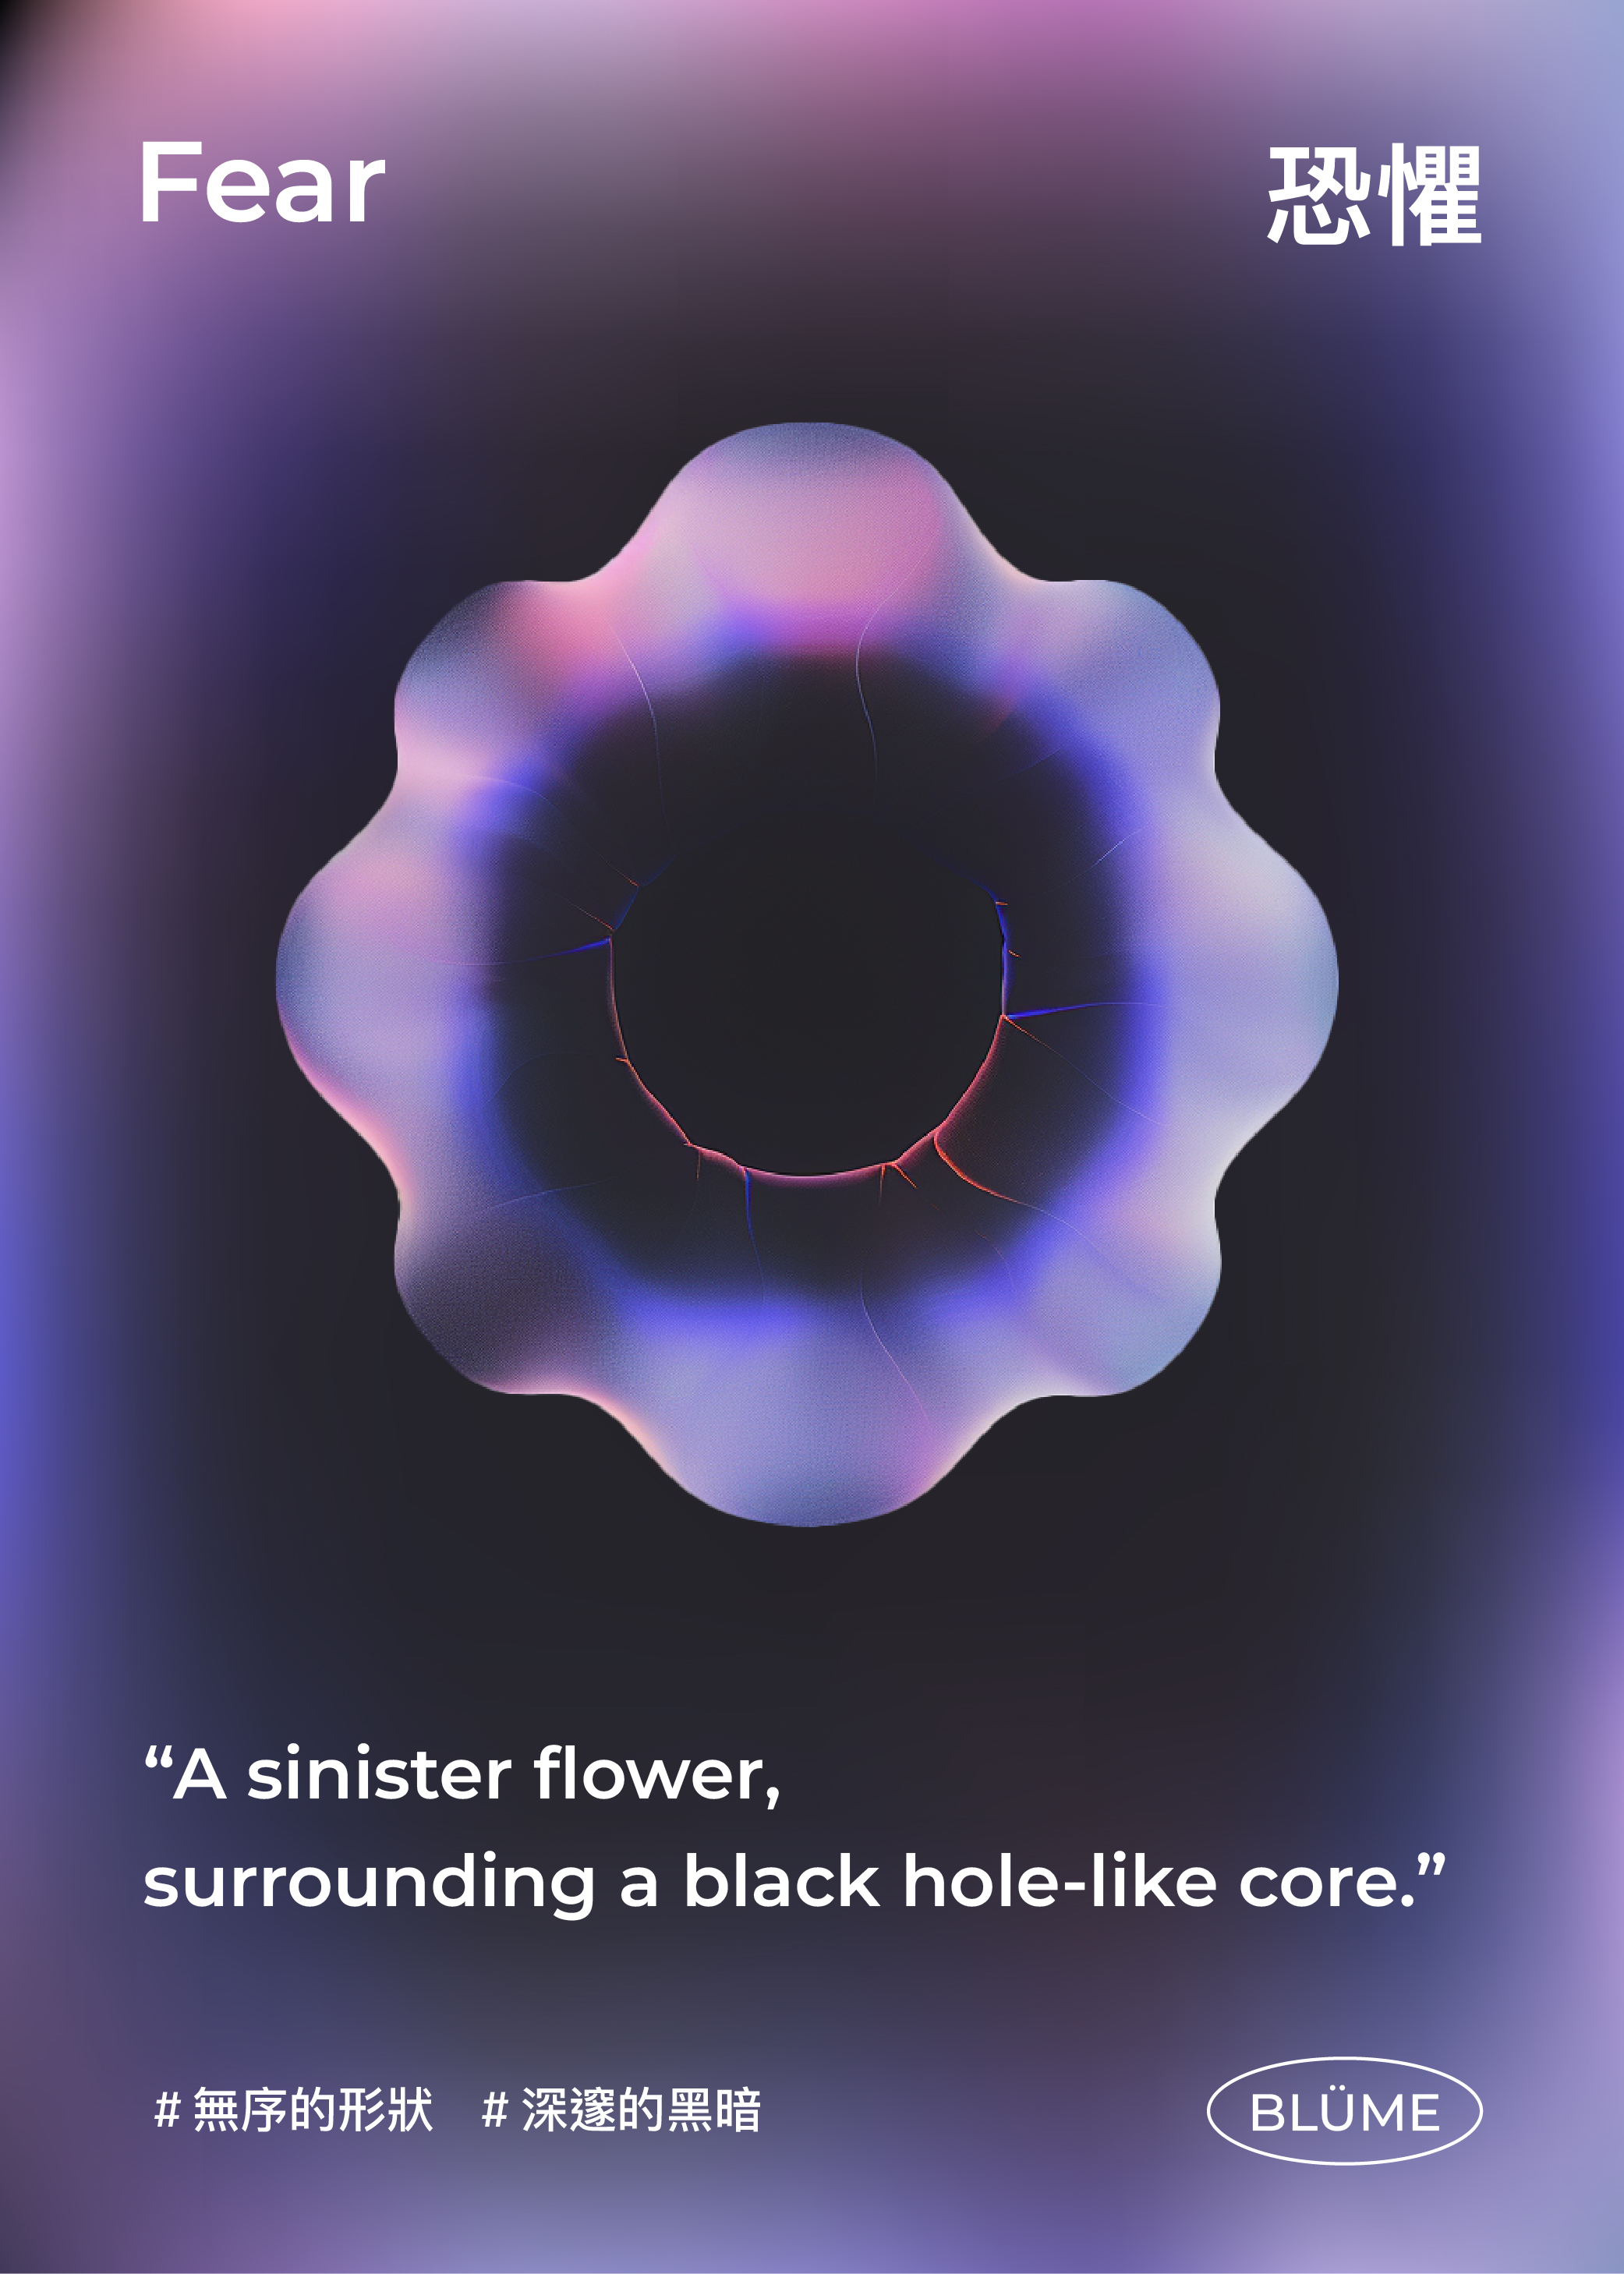 Fear
恐懼
“A sinister flower,
surrounding a black hole-like core.”
# 無序的形狀 # 深邃的黑暗
BLÜME